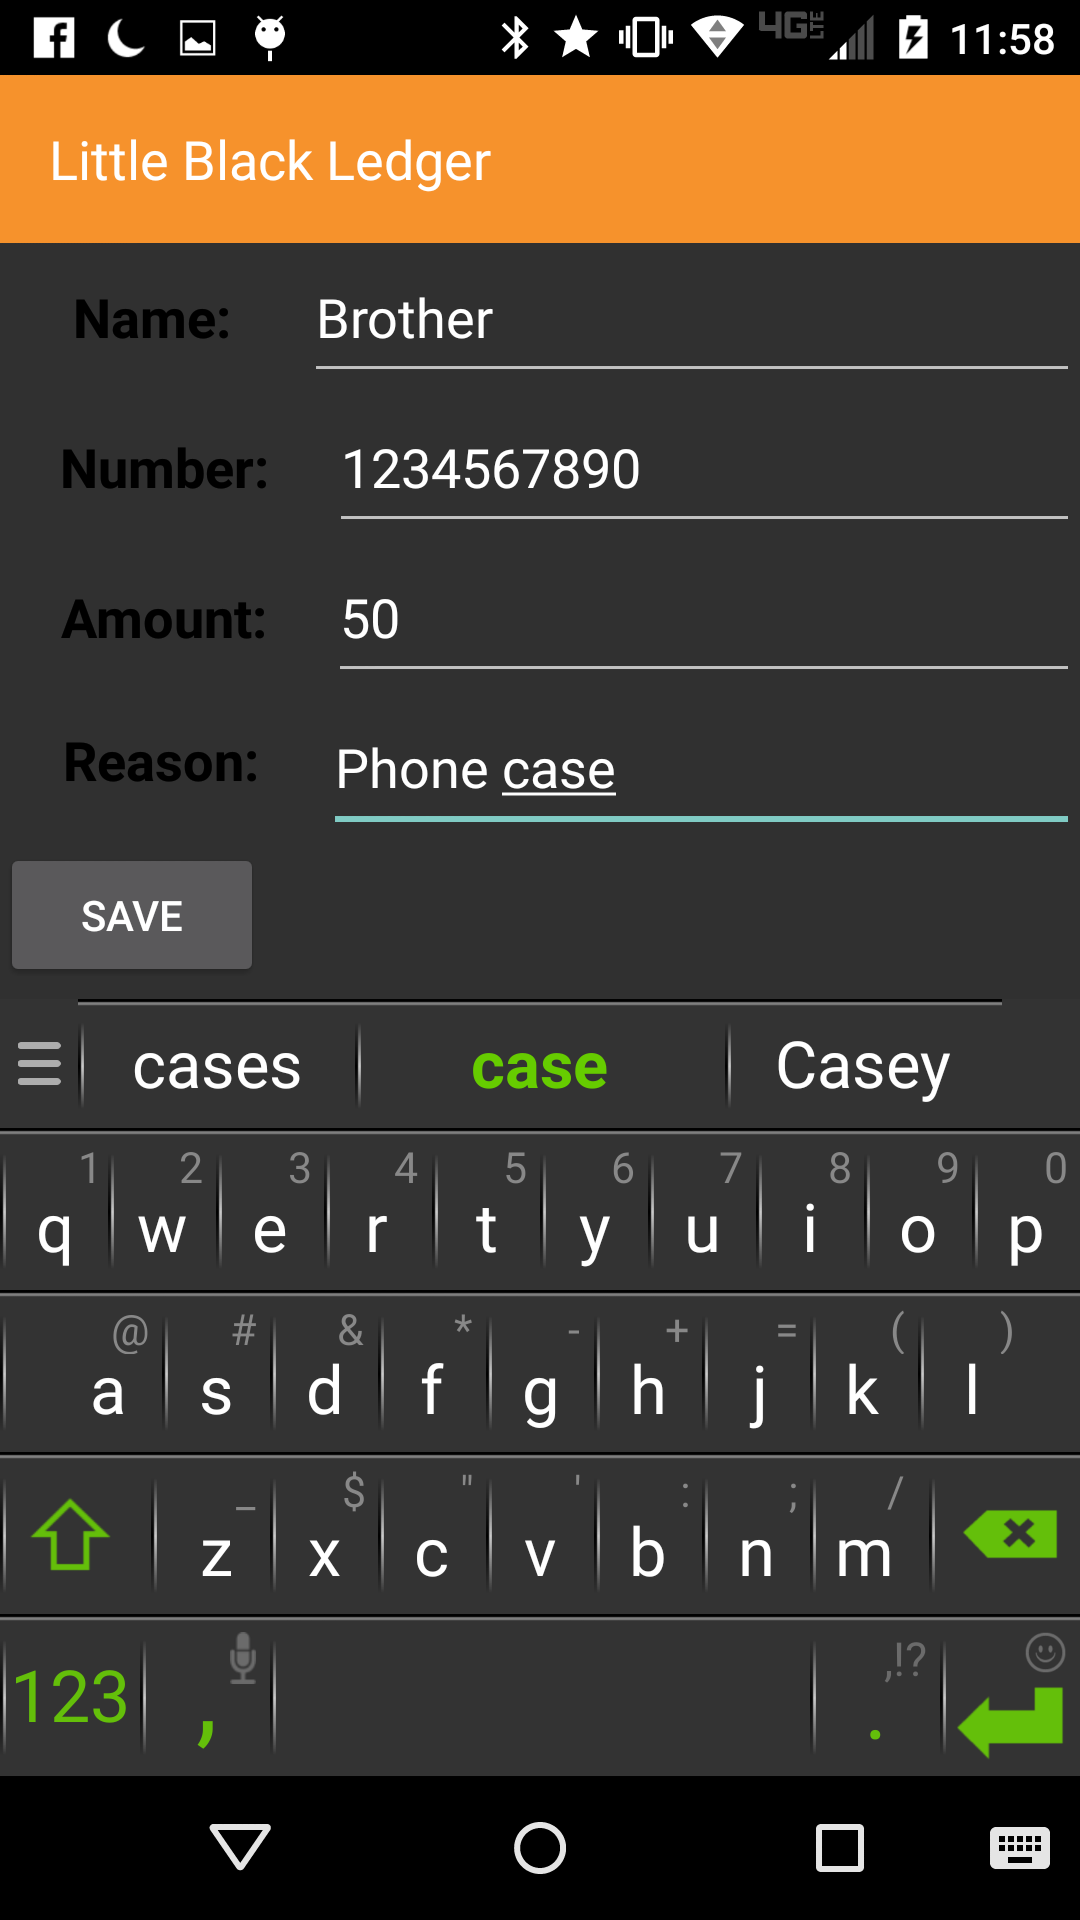 4G LTE 11:58
Little Black Ledger
Name: Brother
Number: 1234567890
Amount: 50
Reason: Phone case
SAVE
cases case Casey
1 2 3 4 5 6 7 8 9 0
q w e r t y u i o p
@ # & * - + = ( )
a s d f g h j k l
_ $ " ' : ; /
z x c v b n m
,!?
123 , .